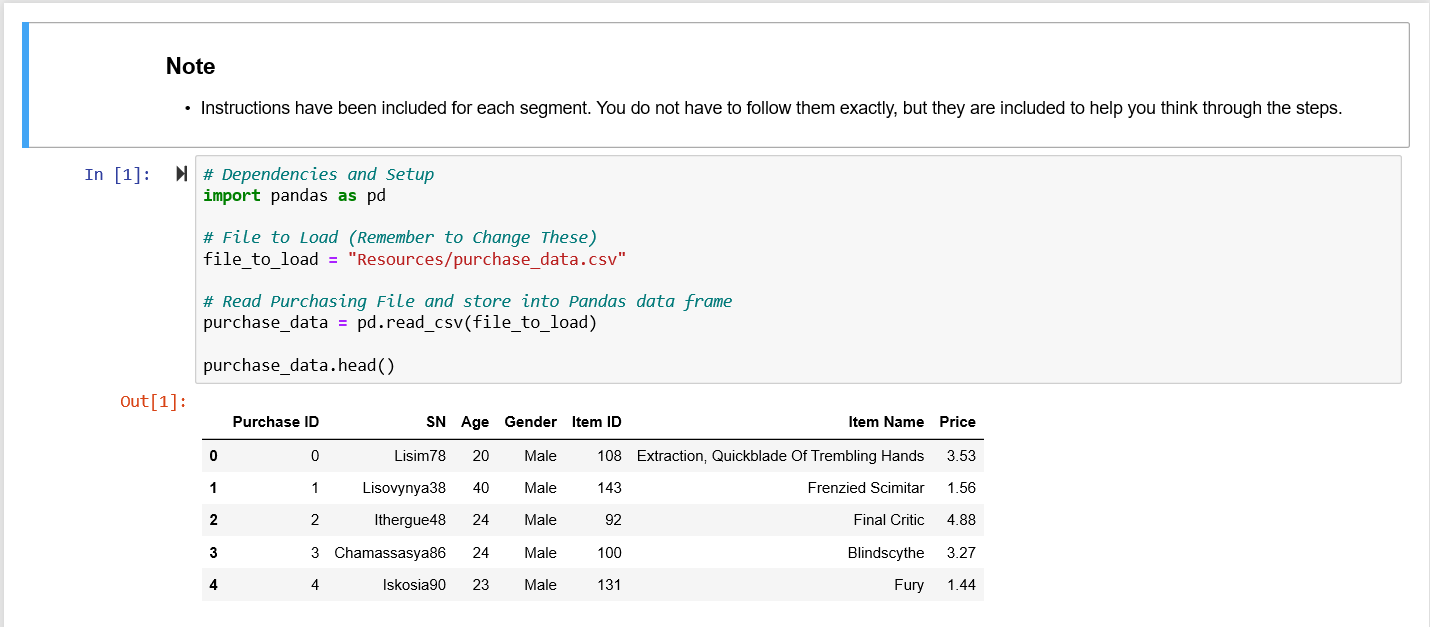 Note
• Instructions have been included for each segment. You do not have to follow them exactly, but they are included to help you think through the steps.
In [1]:
# Dependencies and Setup
import pandas as pd
# File to Load (Remember to Change These)
file_to_load = "Resources/purchase_data.csv"
# Read Purchasing File and store into Pandas data frame
purchase_data = pd.read_csv(file_to_load)
purchase_data.head()
Out[1]:
Purchase ID SN Age Gender Item ID Item Name Price
0 0 Lisim78 20 Male 108 Extraction, Quickblade Of Trembling Hands 3.53
1 1 Lisovynya38 40 Male 143 Frenzied Scimitar 1.56
2 2 Ithergue48 24 Male 92 Final Critic 4.88
3 3 Chamassasya86 24 Male 100 Blindscythe 3.27
4 4 Iskosia90 23 Male 131 Fury 1.44